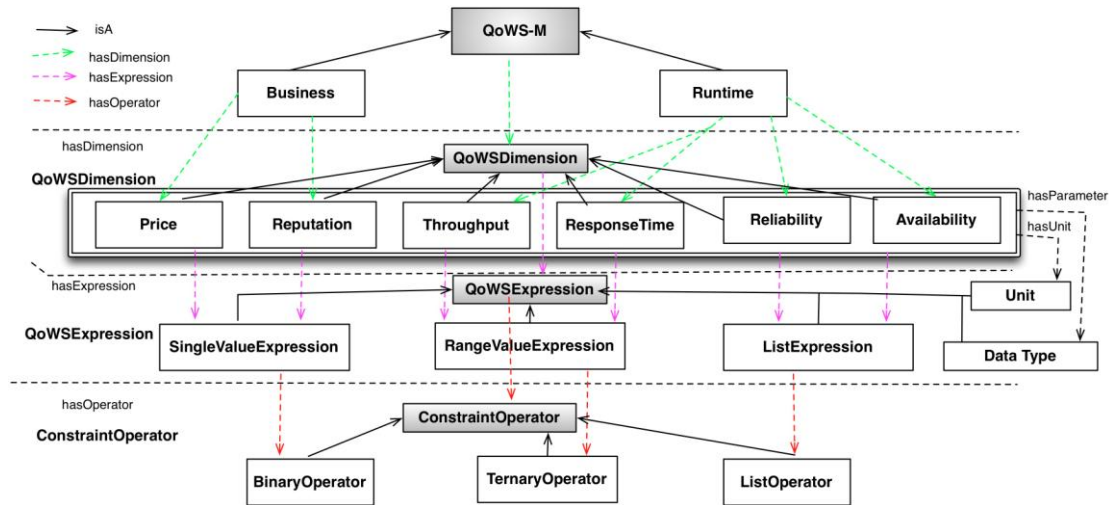 isA
QoWS-M
hasDimension
hasExpression
Business
Runtime
hasOperator
hasDimension
QoWSDimension
QoWSDimension
hasParameter
Price
Reputation
Throughput
ResponseTime
Reliability
Availability
hasUnit
hasExpression
QoWSExpression
Unit
QoWSExpression
SingleValueExpression
RangeValueExpression
ListExpression
Data Type
hasOperator
ConstraintOperator
ConstraintOperator
BinaryOperator
TernaryOperator
ListOperator